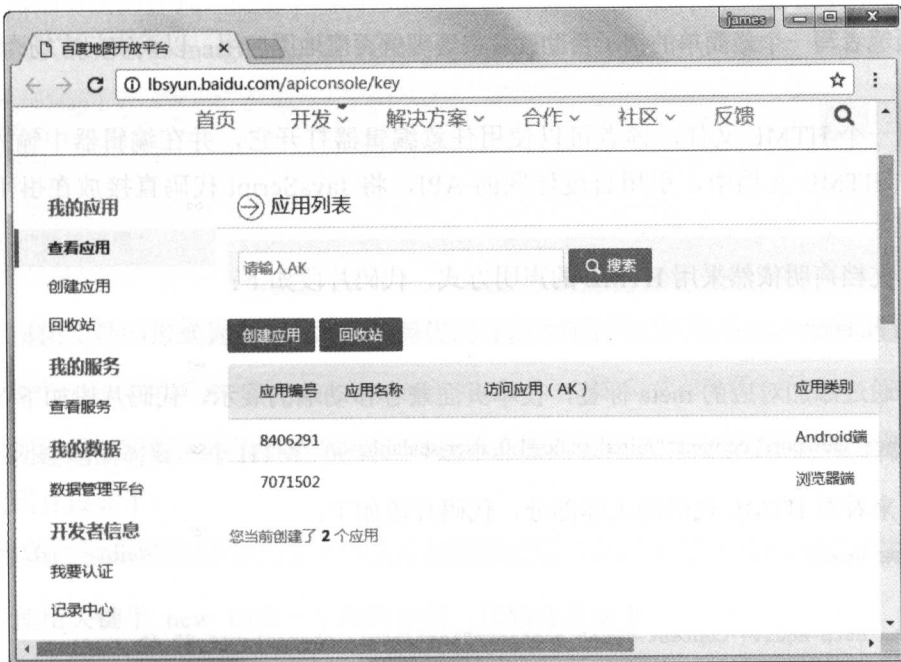 james
百度地图开放平台
lbsyun.baidu.com/apiconsole/key
首页 开发 解决方案 合作 社区 反馈
我的应用
查看应用
创建应用
回收站
我的服务
查看服务
我的数据
数据管理平台
开发者信息
我要认证
记录中心
应用列表
请输入AK 搜索
创建应用 回收站
应用编号 应用名称 访问应用（AK） 应用类别
8406291 Android端
7071502 浏览器端
您当前创建了 2 个应用